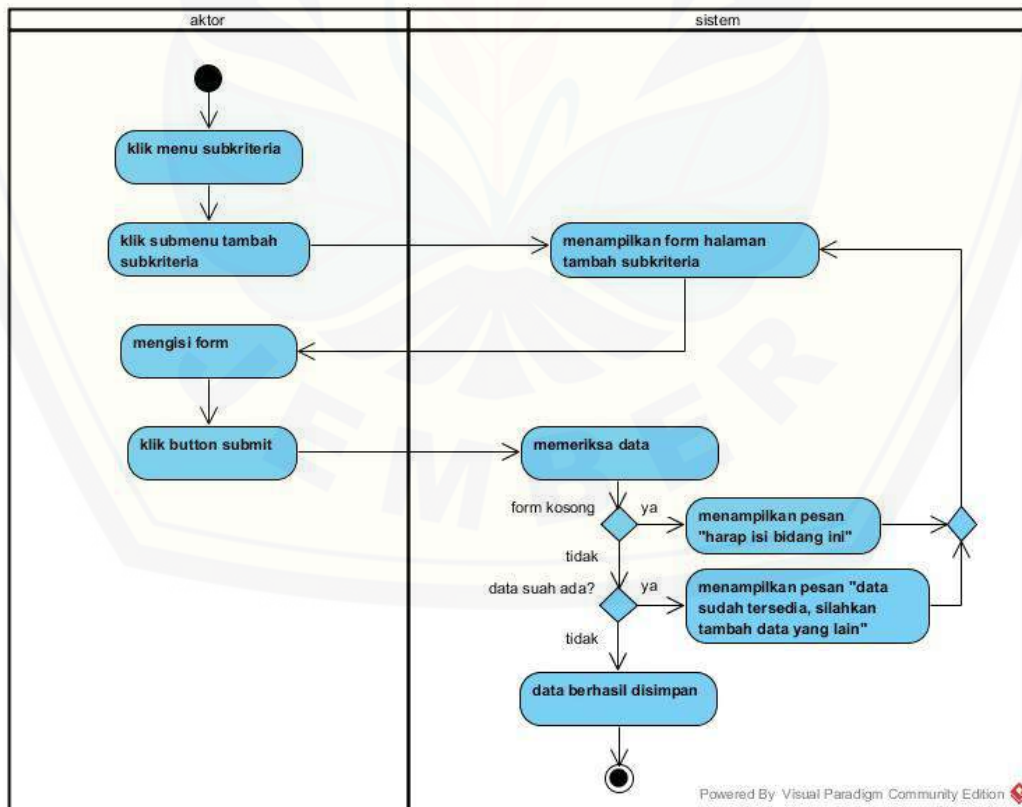 aktor
sistem
klik menu subkriteria
klik submenu tambah
subkriteria
menampilkan form halaman
tambah subkriteria
mengisi form
klik button submit
memeriksa data
form kosong
ya
menampilkan pesan
"harap isi bidang ini"
tidak
data suah ada?
ya
menampilkan pesan "data
sudah tersedia, silahkan
tambah data yang lain"
tidak
data berhasil disimpan
JEMBER
Powered By Visual Paradigm Community Edition